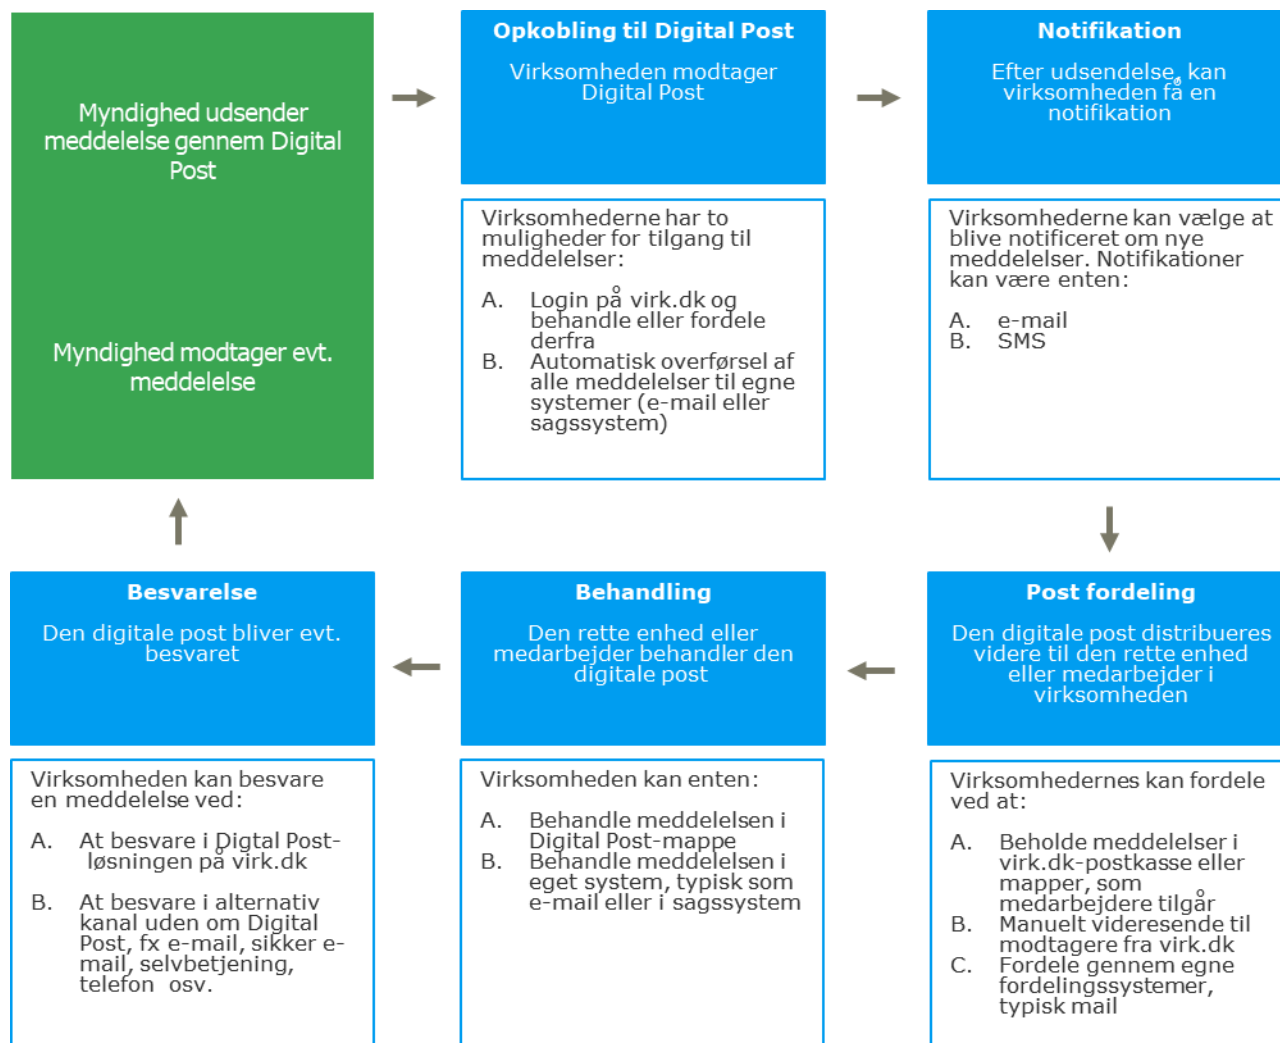 Myndighed udsender
meddelelse gennem Digital
Post
Myndighed modtager evt.
meddelelse
Opkobling til Digital Post
Virksomheden modtager
Digital Post
Virksomhederne har to
muligheder for tilgang til
meddelelser:
A. Login på virk.dk og
behandle eller fordele
derfra
B. Automatisk overførsel af
alle meddelelser til egne
systemer (e-mail eller
sagssystem)
Notifikation
Efter udsendelse, kan
virksomheden få en
notifikation
Virksomhederne kan vælge at
blive notificeret om nye
meddelelser. Notifikationer
kan være enten:
A. e-mail
B. SMS
Post fordeling
Den digitale post distribueres
videre til den rette enhed
eller medarbejder i
virksomheden
Virksomhedernes kan fordele
ved at:
A. Beholde meddelelser i
virk.dk-postkasse eller
mapper, som
medarbejdere tilgår
B. Manuelt videresende til
modtagere fra virk.dk
C. Fordele gennem egne
fordelingssystemer,
typisk mail
Behandling
Den rette enhed eller
medarbejder behandler den
digitale post
Virksomheden kan enten:
A. Behandle meddelelsen i
Digital Post-mappe
B. Behandle meddelelsen i
eget system, typisk som
e-mail eller i sagssystem
Besvarelse
Den digitale post bliver evt.
besvaret
Virksomheden kan besvare
en meddelelse ved:
A. At besvare i Digtal Post-
løsningen på virk.dk
B. At besvare i alternativ
kanal uden om Digital
Post, fx e-mail, sikker e-
mail, selvbetjening,
telefon osv.